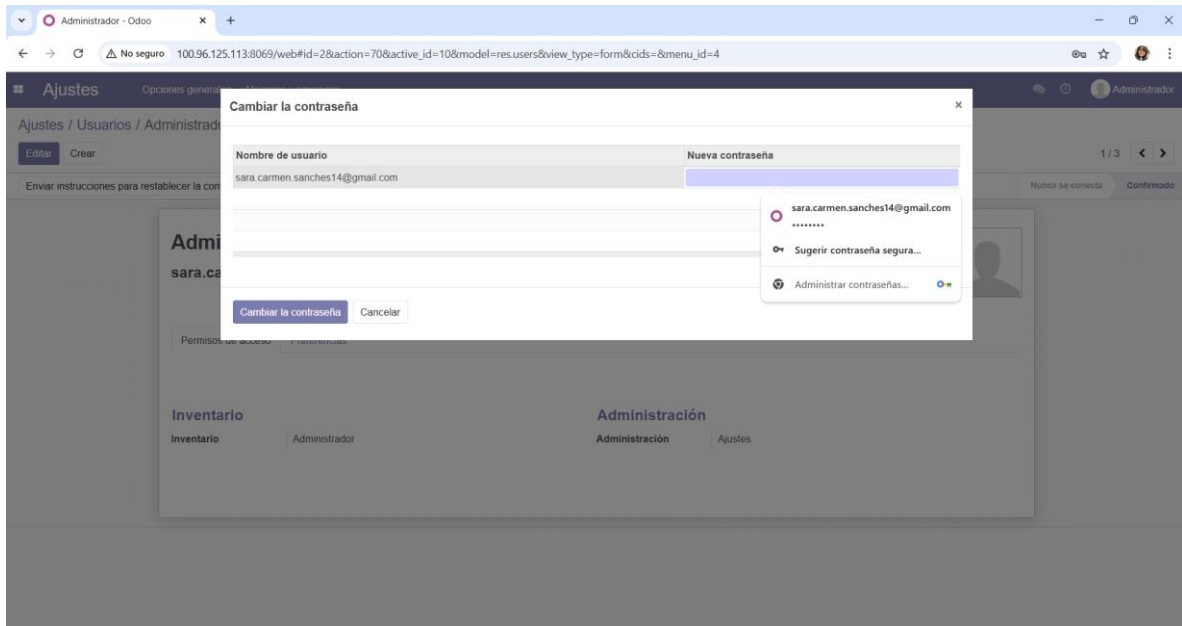 Administrador - Odoo
No seguro 100.96.125.113:8069/web#id=2&action=70&active_id=10&model=res.users&view_type=form&cids=&menu_id=4
Ajustes Opciones general Administrador
Ajustes / Usuarios / Administrado
Editar Crear 1 / 3
Enviar instrucciones para restablecer la con Nunca se conecta Confirmado
Cambiar la contraseña
Nombre de usuario Nueva contraseña
sara.carmen.sanches14@gmail.com
sara.carmen.sanches14@gmail.com
••••••••
Sugerir contraseña segura...
Administrar contraseñas...
Cambiar la contraseña Cancelar
Admi
sara.ca
Permisos de acceso Preferencias
Inventario Administración
Inventario Administrador Administración Ajustes